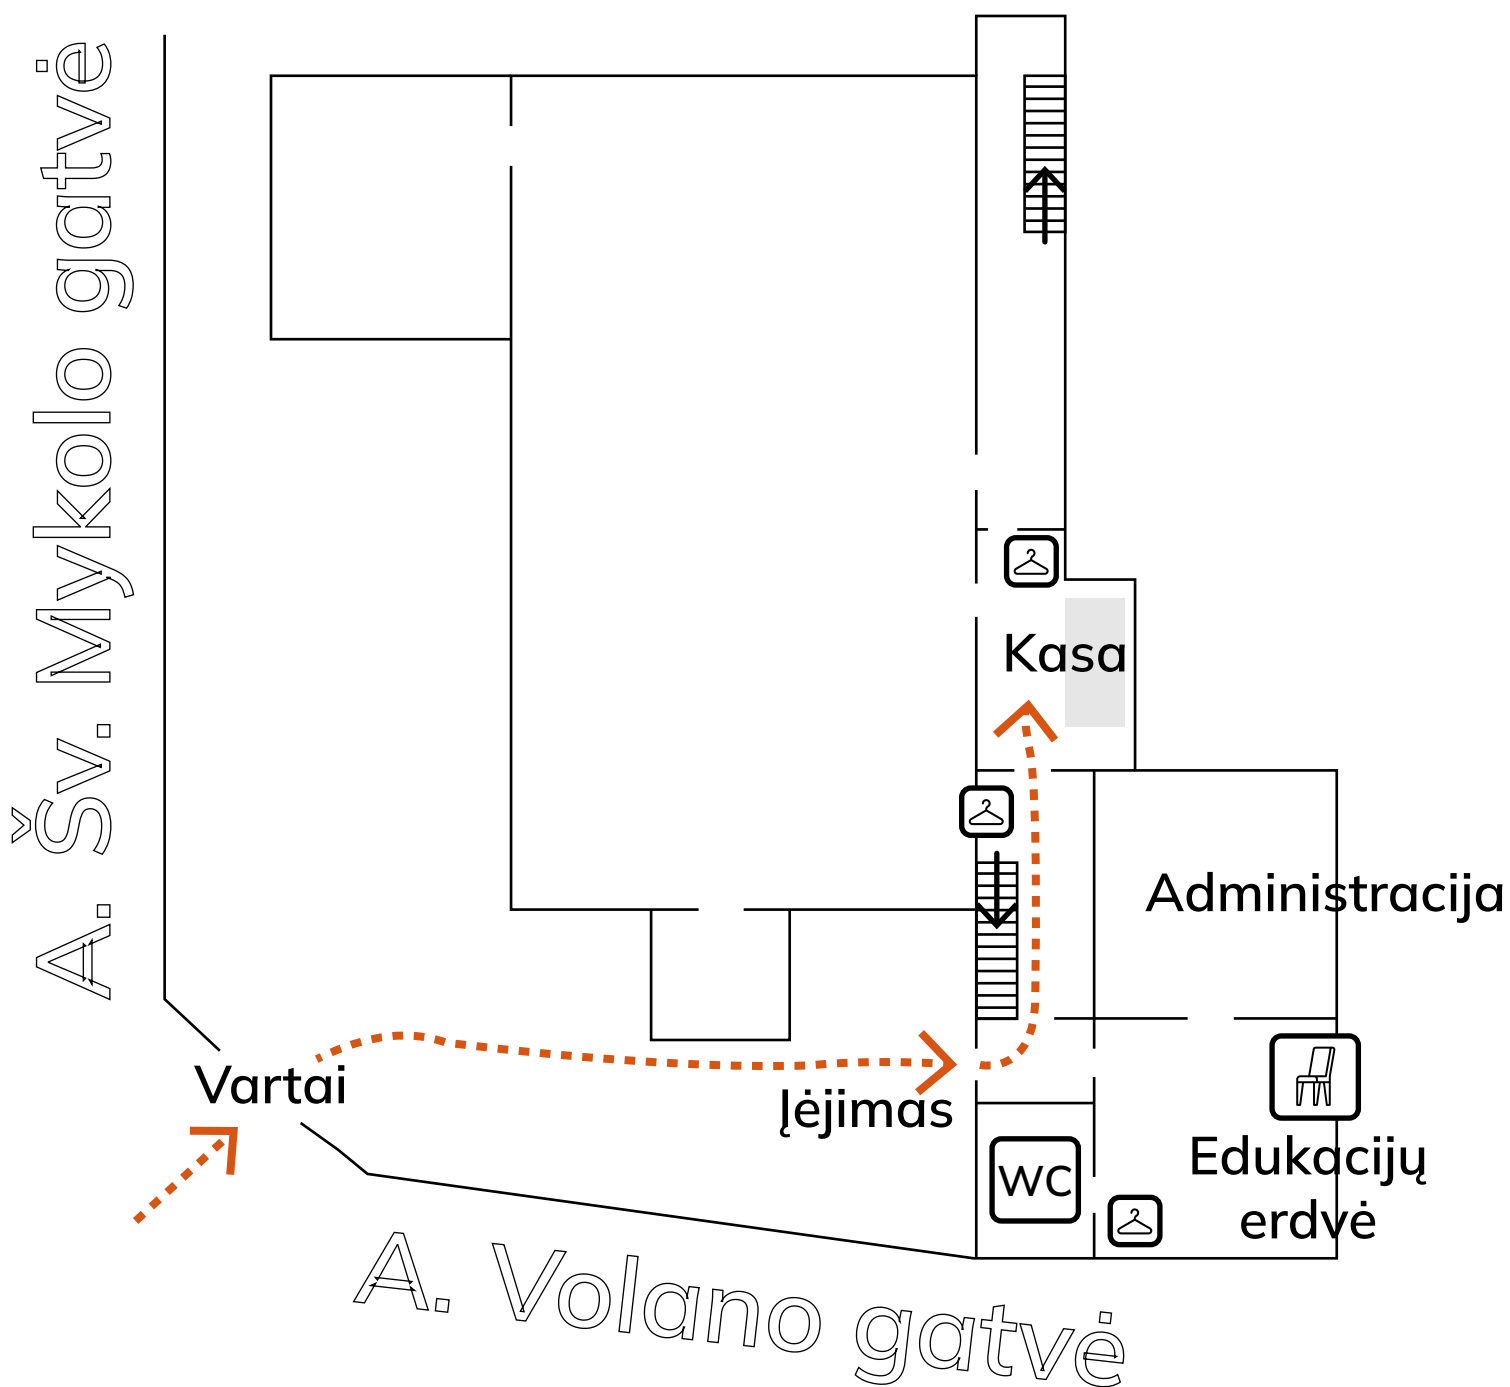 A. Šv. Mykolo gatvė
Kasa
Administracija
Vartai
Įėjimas
WC
Edukacijų
erdvė
A. Volano gatvė